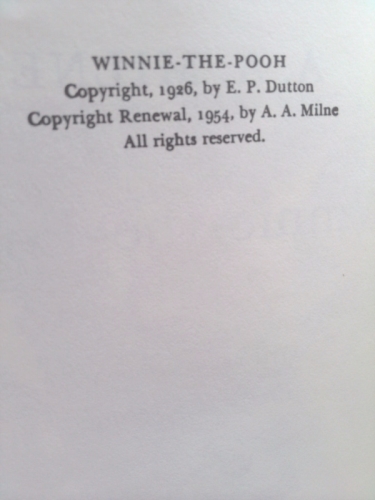 WINNIE-THE-POOH
Copyright, 1926, by E. P. Dutton
Copyright Renewal, 1954, by A. A. Milne
All rights reserved.